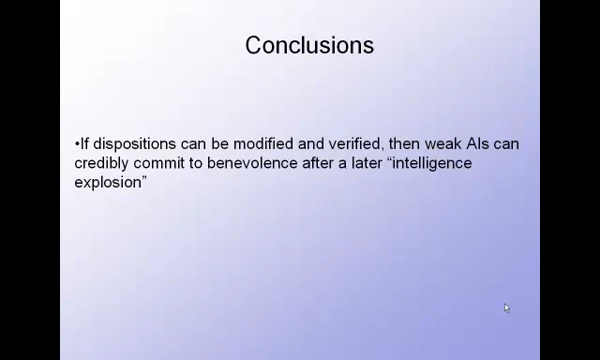 Conclusions
•If dispositions can be modified and verified, then weak AIs can
credibly commit to benevolence after a later “intelligence
explosion”